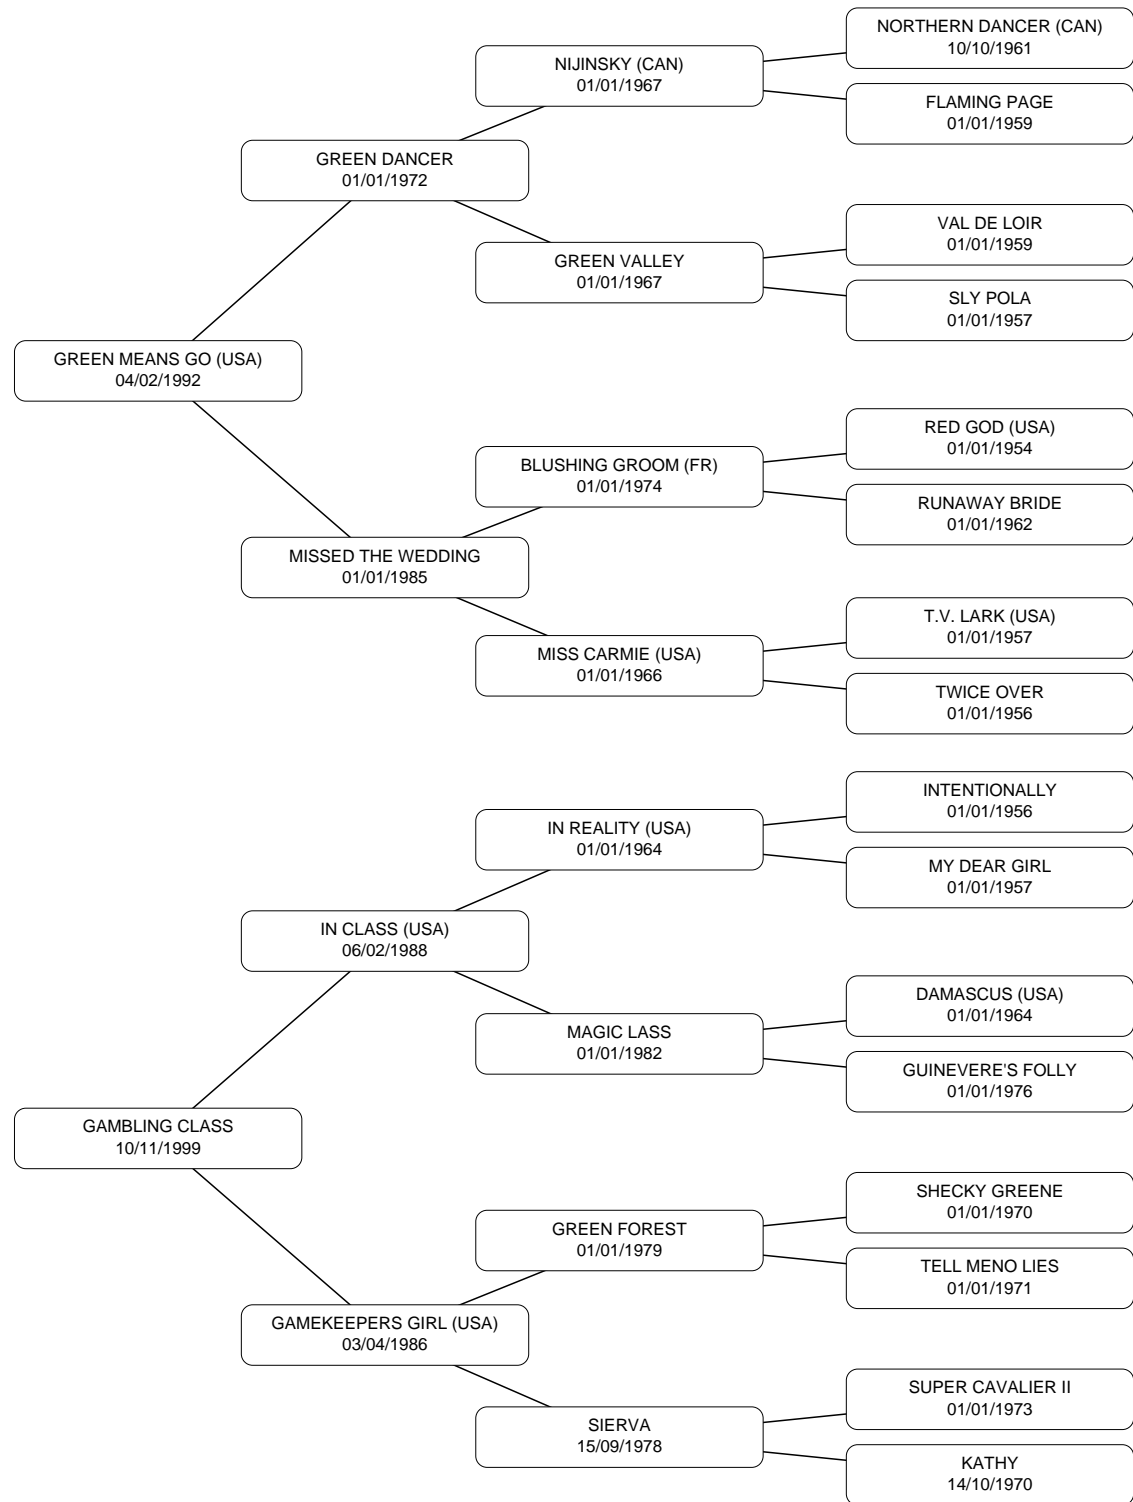 NORTHERN DANCER (CAN)
10/10/1961
NIJINSKY (CAN)
01/01/1967
FLAMING PAGE
01/01/1959
GREEN DANCER
01/01/1972
VAL DE LOIR
01/01/1959
GREEN VALLEY
01/01/1967
SLY POLA
01/01/1957
GREEN MEANS GO (USA)
04/02/1992
RED GOD (USA)
01/01/1954
BLUSHING GROOM (FR)
01/01/1974
RUNAWAY BRIDE
01/01/1962
MISSED THE WEDDING
01/01/1985
T.V. LARK (USA)
01/01/1957
MISS CARMIE (USA)
01/01/1966
TWICE OVER
01/01/1956
INTENTIONALLY
01/01/1956
IN REALITY (USA)
01/01/1964
MY DEAR GIRL
01/01/1957
IN CLASS (USA)
06/02/1988
DAMASCUS (USA)
01/01/1964
MAGIC LASS
01/01/1982
GUINEVERE'S FOLLY
01/01/1976
GAMBLING CLASS
10/11/1999
SHECKY GREENE
01/01/1970
GREEN FOREST
01/01/1979
TELL MENO LIES
01/01/1971
GAMEKEEPERS GIRL (USA)
03/04/1986
SUPER CAVALIER II
01/01/1973
SIERVA
15/09/1978
KATHY
14/10/1970